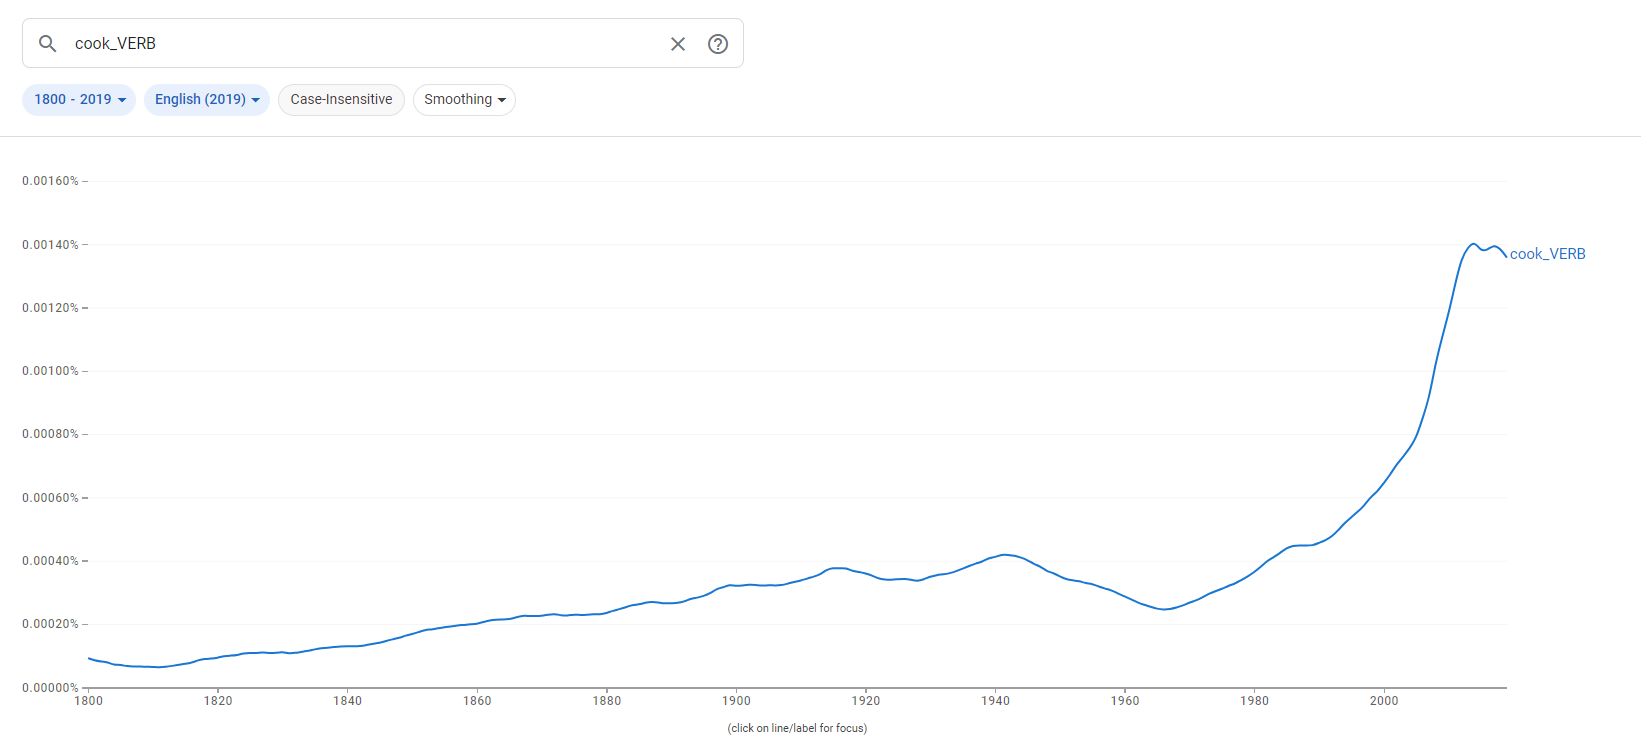 cook_VERB
1800 - 2019 English (2019) Case-Insensitive Smoothing
0.00160%
0.00140%
cook_VERB
0.00120%
0.00100%
0.00080%
0.00060%
0.00040%
0.00020%
0.00000%
1800 1820 1840 1860 1880 1900 1920 1940 1960 1980 2000
(click on line/label for focus)